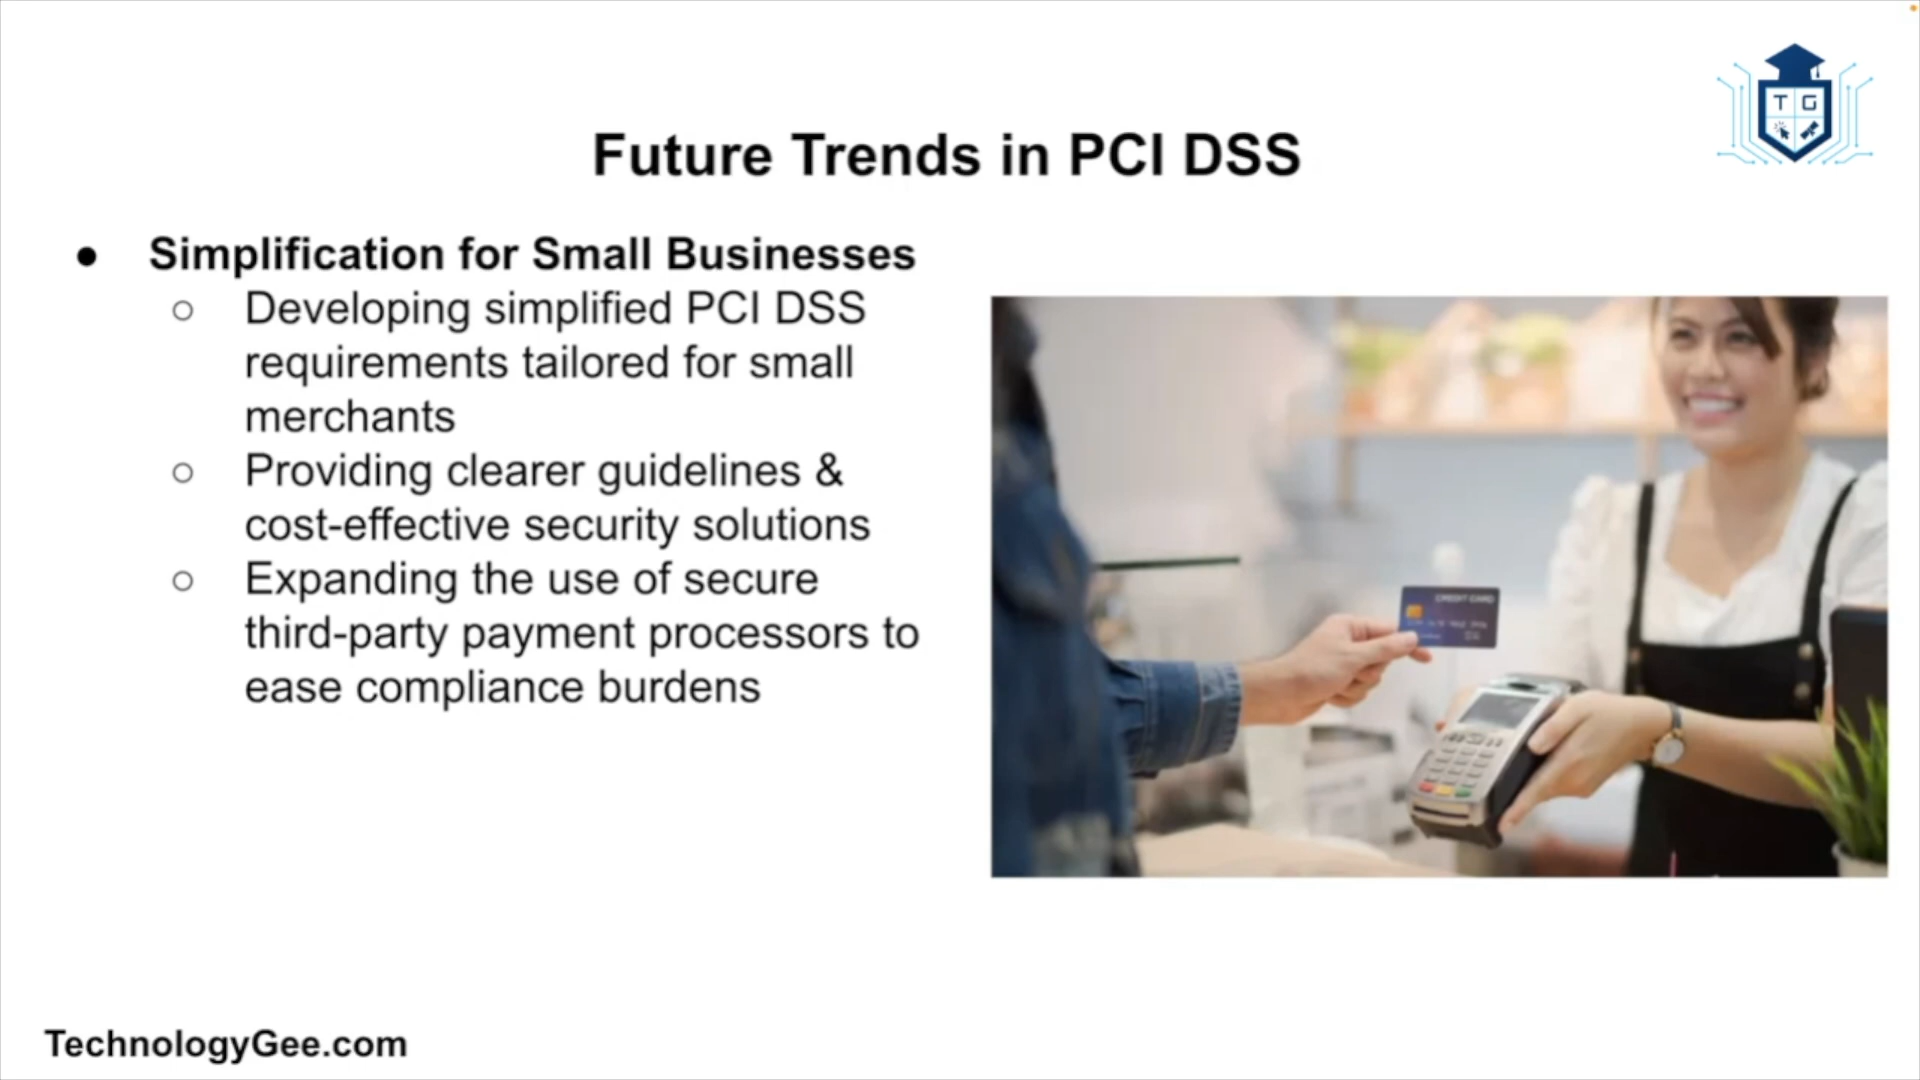 T G
Future Trends in PCI DSS
● Simplification for Small Businesses
○ Developing simplified PCI DSS
requirements tailored for small
merchants
○ Providing clearer guidelines &
cost-effective security solutions
○ Expanding the use of secure
third-party payment processors to
ease compliance burdens
CREDIT CARD
TechnologyGee.com